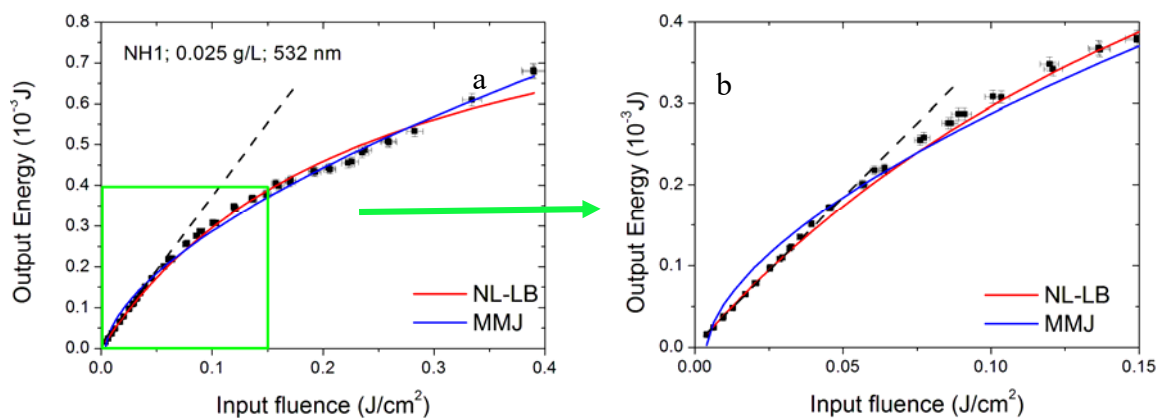 0.8
0.7
0.6
0.5
0.4
0.3
0.2
0.1
0.0
Output Energy (10⁻³J)
NH1; 0.025 g/L; 532 nm
a
NL-LB
MMJ
0.0 0.1 0.2 0.3 0.4
Input fluence (J/cm²)
0.4
0.3
0.2
0.1
0.0
Output Energy (10⁻³J)
b
NL-LB
MMJ
0.00 0.05 0.10 0.15
Input fluence (J/cm²)